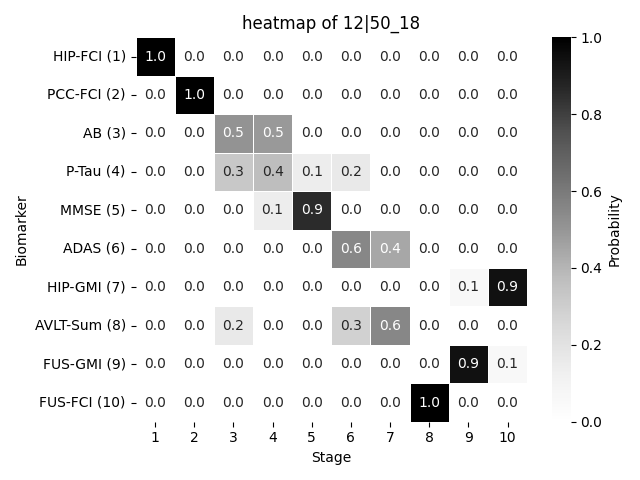 heatmap of 12|50_18
HIP-FCI (1) 1.0 0.0 0.0 0.0 0.0 0.0 0.0 0.0 0.0 0.0
PCC-FCI (2) 0.0 1.0 0.0 0.0 0.0 0.0 0.0 0.0 0.0 0.0
AB (3) 0.0 0.0 0.5 0.5 0.0 0.0 0.0 0.0 0.0 0.0
P-Tau (4) 0.0 0.0 0.3 0.4 0.1 0.2 0.0 0.0 0.0 0.0
MMSE (5) 0.0 0.0 0.0 0.1 0.9 0.0 0.0 0.0 0.0 0.0
ADAS (6) 0.0 0.0 0.0 0.0 0.0 0.6 0.4 0.0 0.0 0.0
HIP-GMI (7) 0.0 0.0 0.0 0.0 0.0 0.0 0.0 0.0 0.1 0.9
AVLT-Sum (8) 0.0 0.0 0.2 0.0 0.0 0.3 0.6 0.0 0.0 0.0
FUS-GMI (9) 0.0 0.0 0.0 0.0 0.0 0.0 0.0 0.0 0.9 0.1
FUS-FCI (10) 0.0 0.0 0.0 0.0 0.0 0.0 0.0 1.0 0.0 0.0
1 2 3 4 5 6 7 8 9 10
Stage
Biomarker
1.0
0.8
0.6
0.4
0.2
0.0
Probability